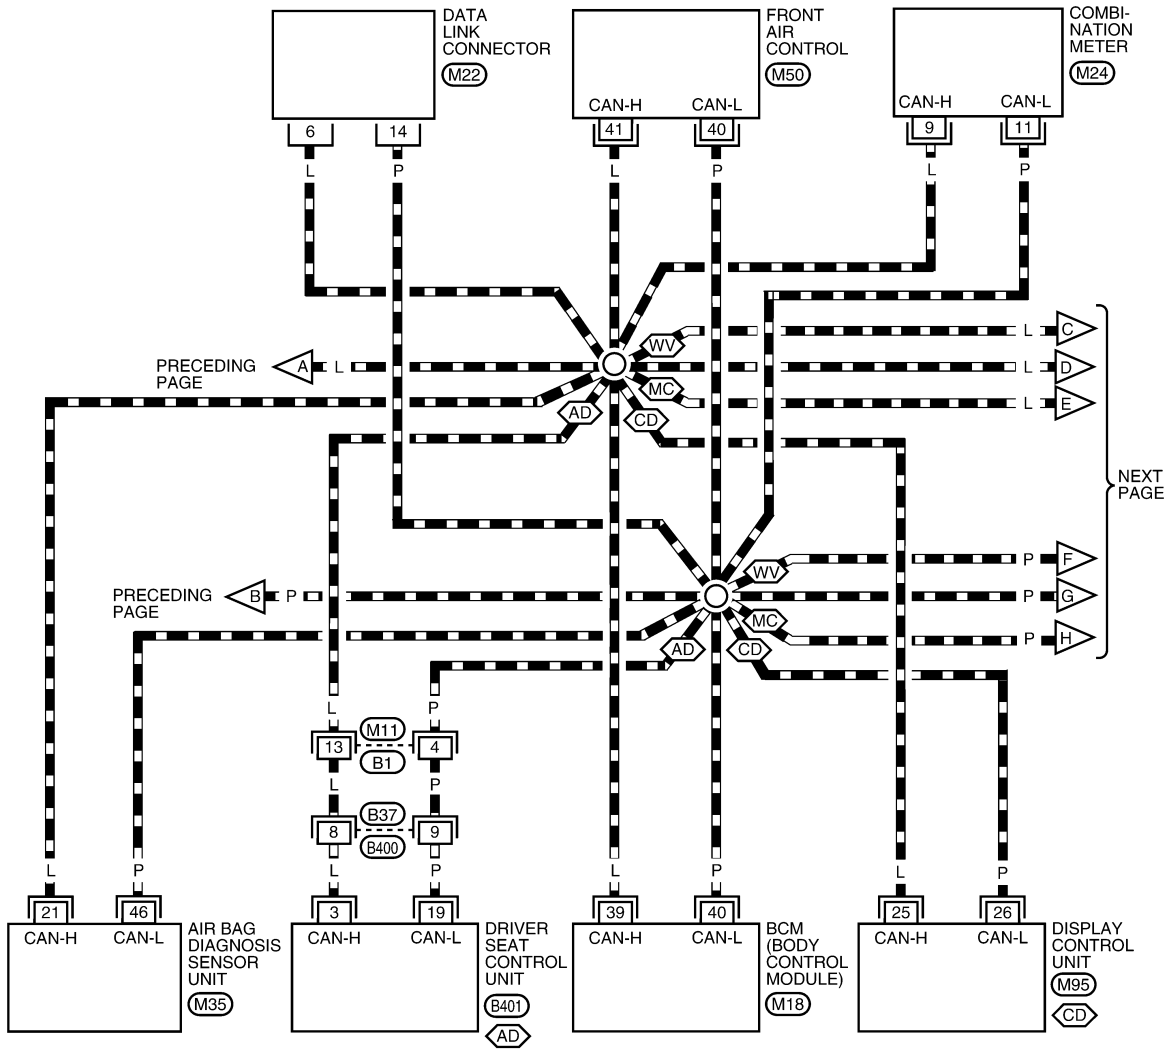 DATA
LINK
CONNECTOR
M22
FRONT
AIR
CONTROL
M50
COMBI-
NATION
METER
M24
CAN-H
CAN-L
CAN-H
CAN-L
6
14
41
40
9
11
L
P
L
P
L
P
WV
L
C
PRECEDING
PAGE
A
L
L
D
MC
L
E
AD
CD
NEXT
PAGE
WV
P
F
PRECEDING
PAGE
B
P
P
G
MC
P
H
AD
CD
L
P
M11
13
4
B1
L
P
B37
8
9
B400
L
P
L
P
L
P
L
P
21
46
3
19
39
40
25
26
CAN-H
CAN-L
AIR BAG
DIAGNOSIS
SENSOR
UNIT
M35
CAN-H
CAN-L
DRIVER
SEAT
CONTROL
UNIT
B401
AD
CAN-H
CAN-L
BCM
(BODY
CONTROL
MODULE)
M18
CAN-H
CAN-L
DISPLAY
CONTROL
UNIT
M95
CD